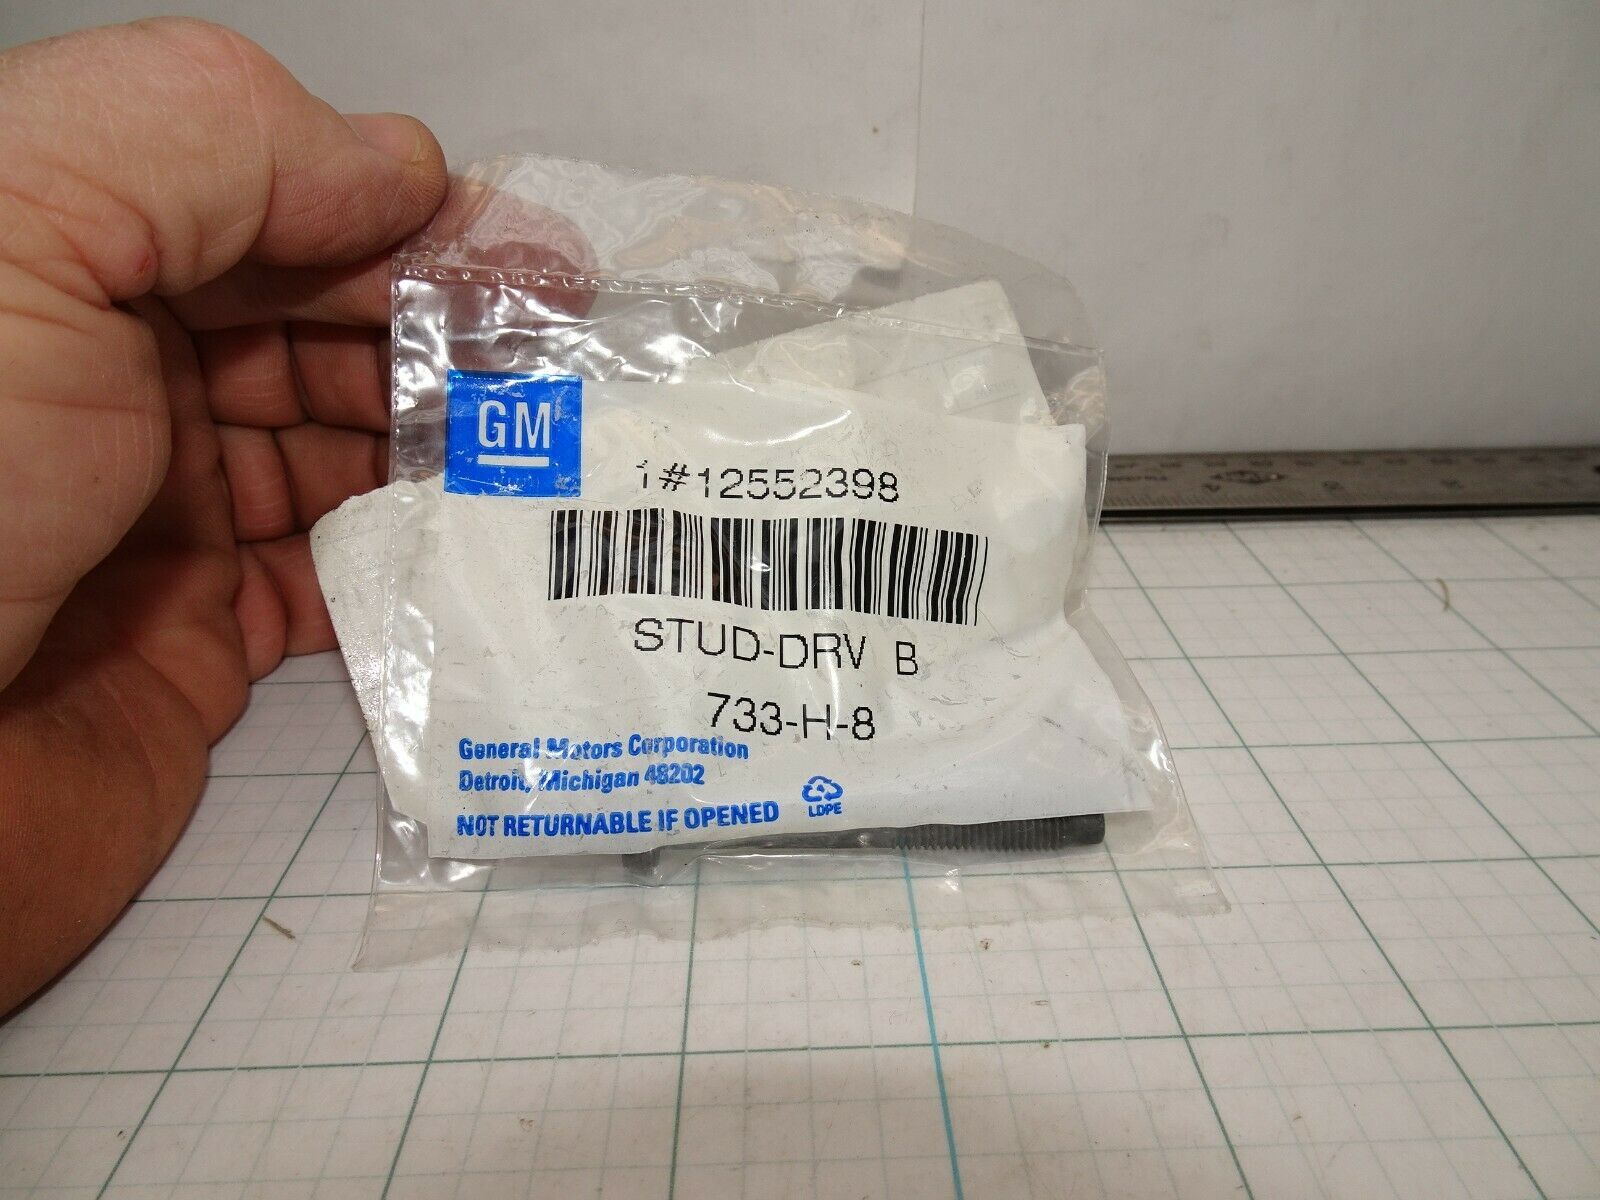 GM
1#12552398
STUD-DRV B
733-H-8
General Motors Corporation
Detroit, Michigan 48202
NOT RETURNABLE IF OPENED
LDPE